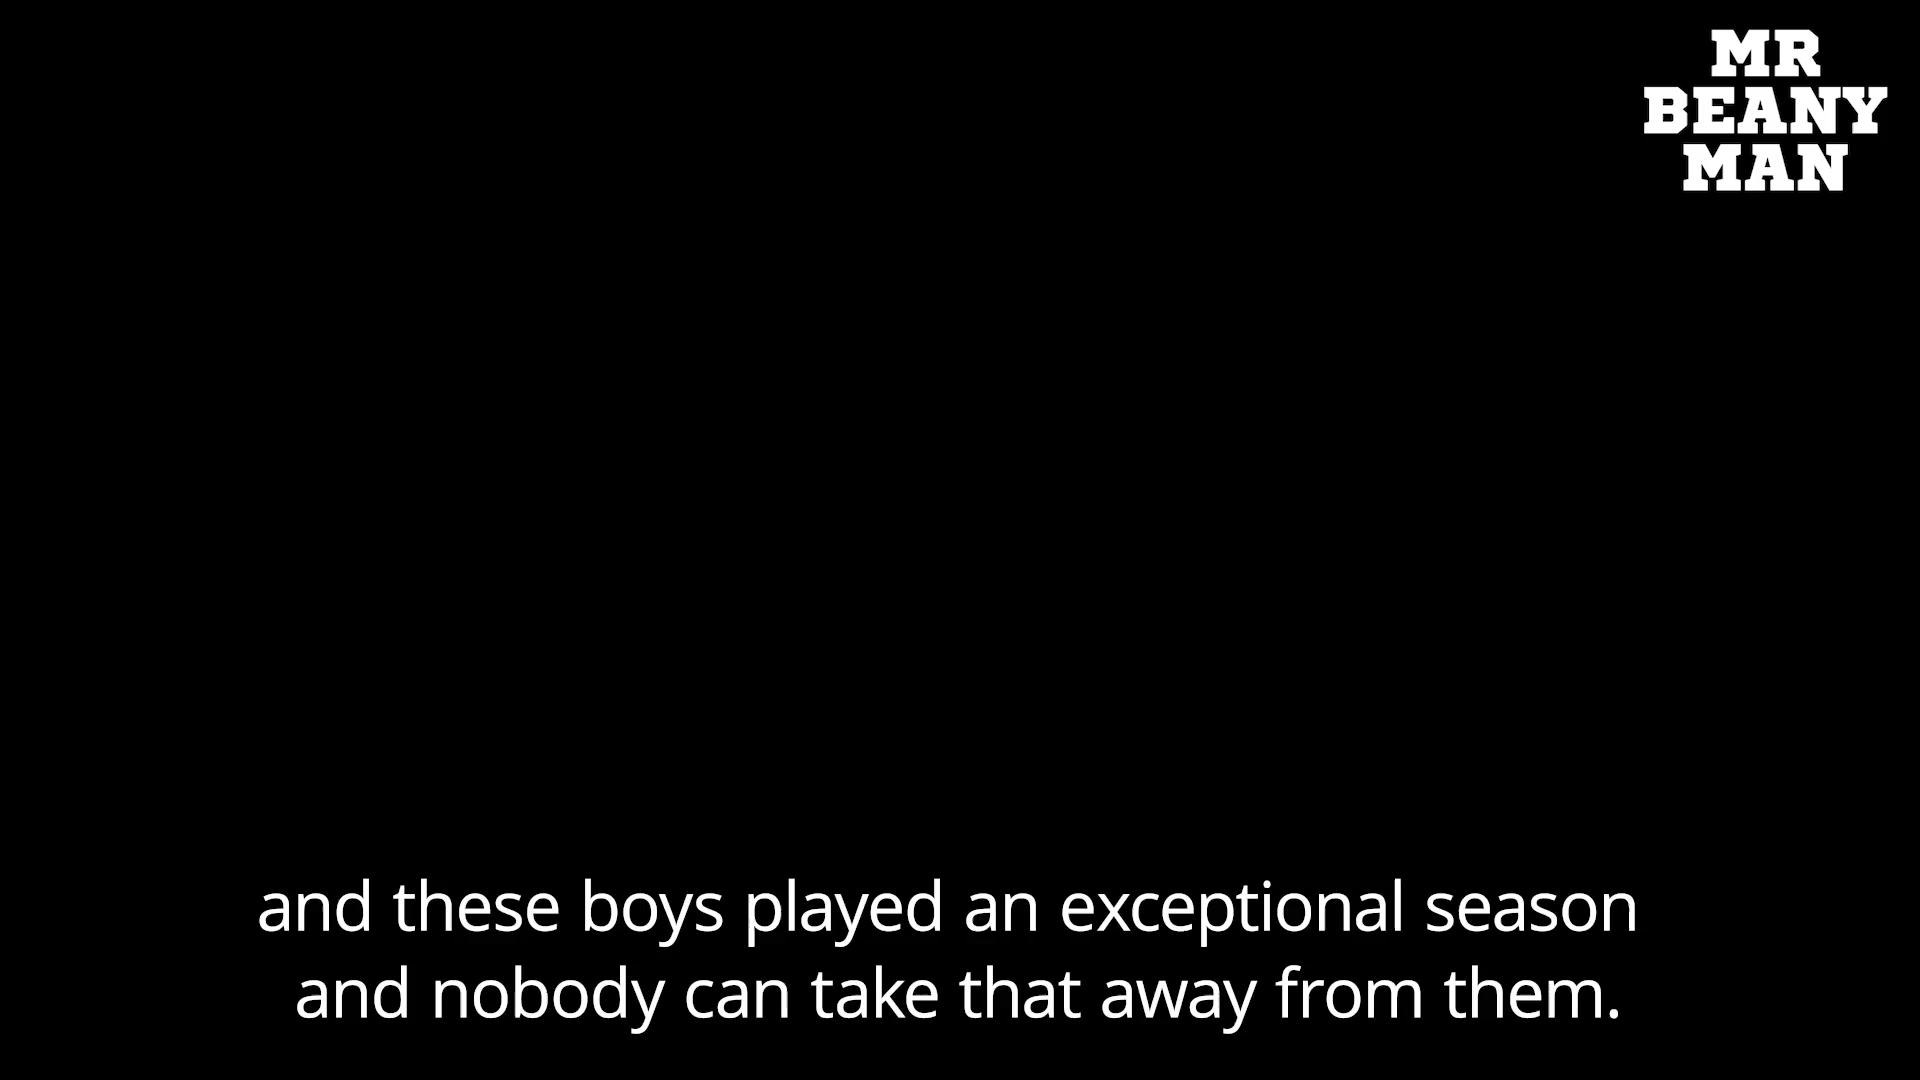 MR
BEANY
MAN
and these boys played an exceptional season
and nobody can take that away from them.